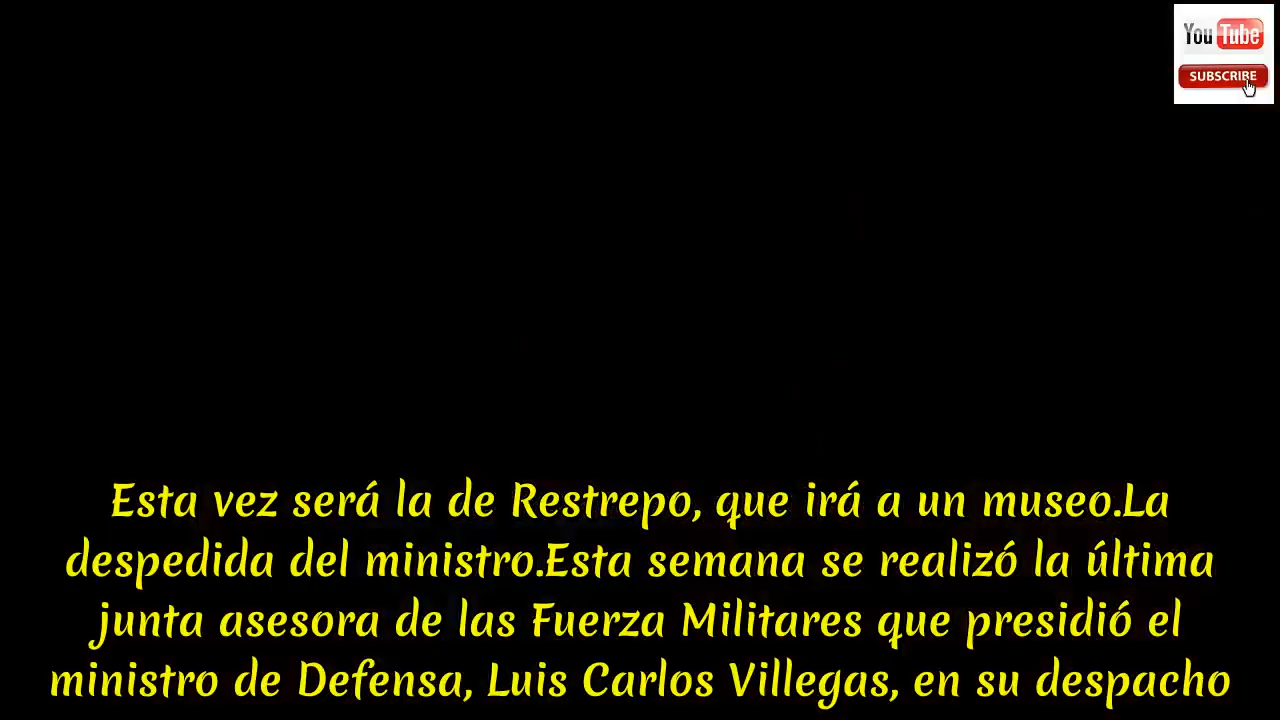 You Tube
SUBSCRIBE
Esta vez será la de Restrepo, que irá a un museo.La
despedida del ministro.Esta semana se realizó la última
junta asesora de las Fuerza Militares que presidió el
ministro de Defensa, Luis Carlos Villegas, en su despacho